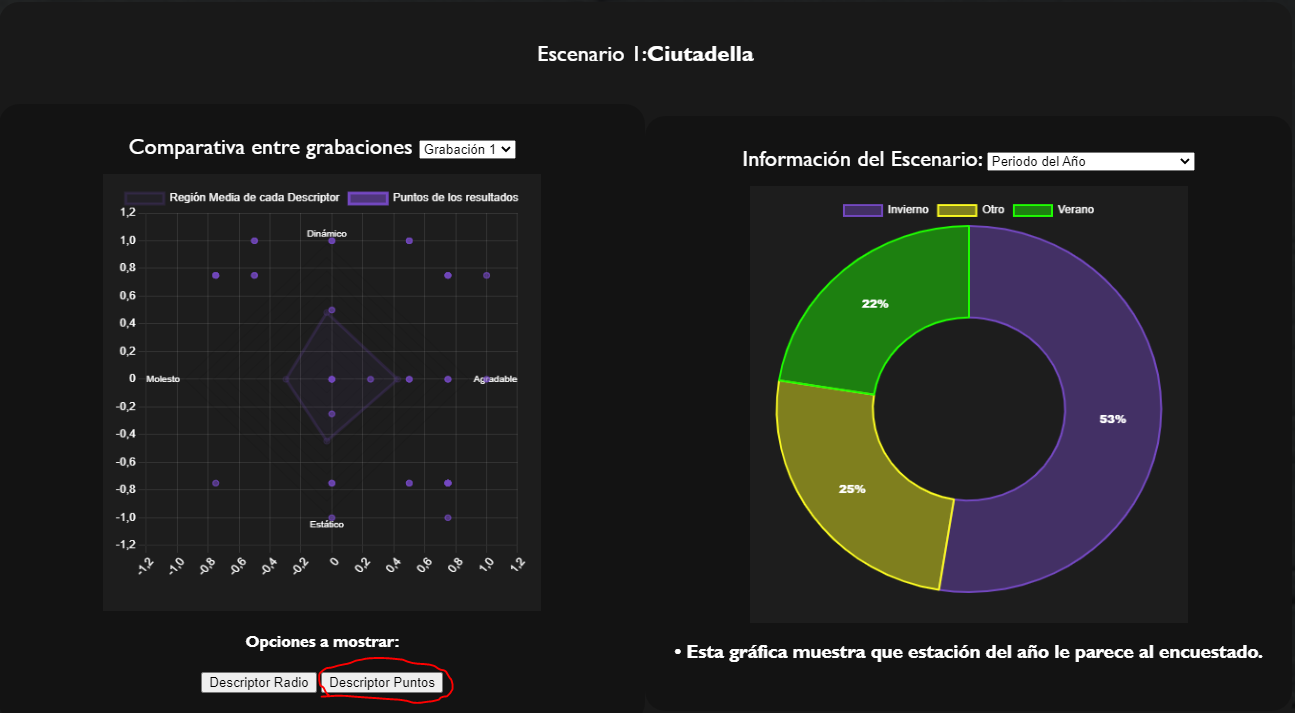 Escenario 1:Ciutadella
Comparativa entre grabaciones Grabación 1
Región Media de cada Descriptor Puntos de los resultados
1,2
1,0
0,8
0,6
0,4
0,2
0
-0,2
-0,4
-0,6
-0,8
-1,0
-1,2
Dinámico
Molesto
Agradable
Estático
-1,2 -1,0 -0,8 -0,6 -0,4 -0,2 0 0,2 0,4 0,6 0,8 1,0 1,2
Opciones a mostrar:
Descriptor Radio Descriptor Puntos
Información del Escenario: Periodo del Año
Invierno Otro Verano
22%
53%
25%
• Esta gráfica muestra que estación del año le parece al encuestado.